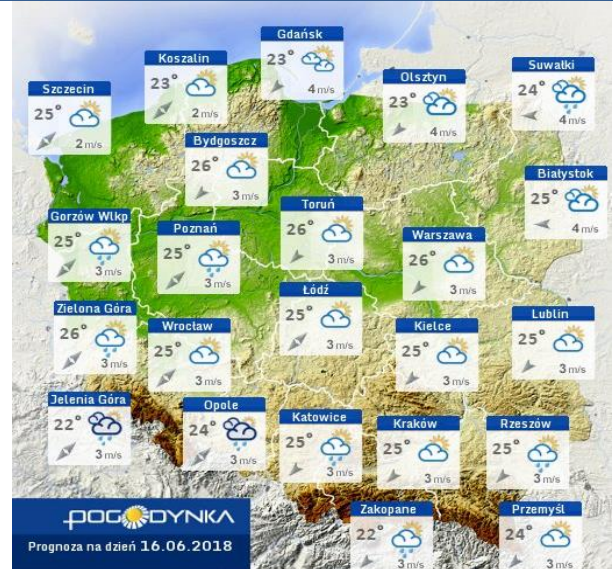 Gdańsk
23°
4 m/s
Koszalin
23°
2 m/s
Olsztyn
23°
4 m/s
Suwałki
24°
4 m/s
Szczecin
25°
2 m/s
Bydgoszcz
26°
3 m/s
Białystok
25°
4 m/s
Gorzów Wlkp
25°
3 m/s
Poznań
25°
3 m/s
Toruń
26°
3 m/s
Warszawa
26°
3 m/s
Zielona Góra
26°
3 m/s
Wrocław
25°
3 m/s
Łódź
25°
3 m/s
Kielce
25°
3 m/s
Lublin
25°
3 m/s
Jelenia Góra
22°
3 m/s
Opole
24°
3 m/s
Katowice
25°
3 m/s
Kraków
25°
3 m/s
Rzeszów
25°
3 m/s
Zakopane
22°
3 m/s
Przemyśl
24°
3 m/s
POGODYNKA
Prognoza na dzień 16.06.2018